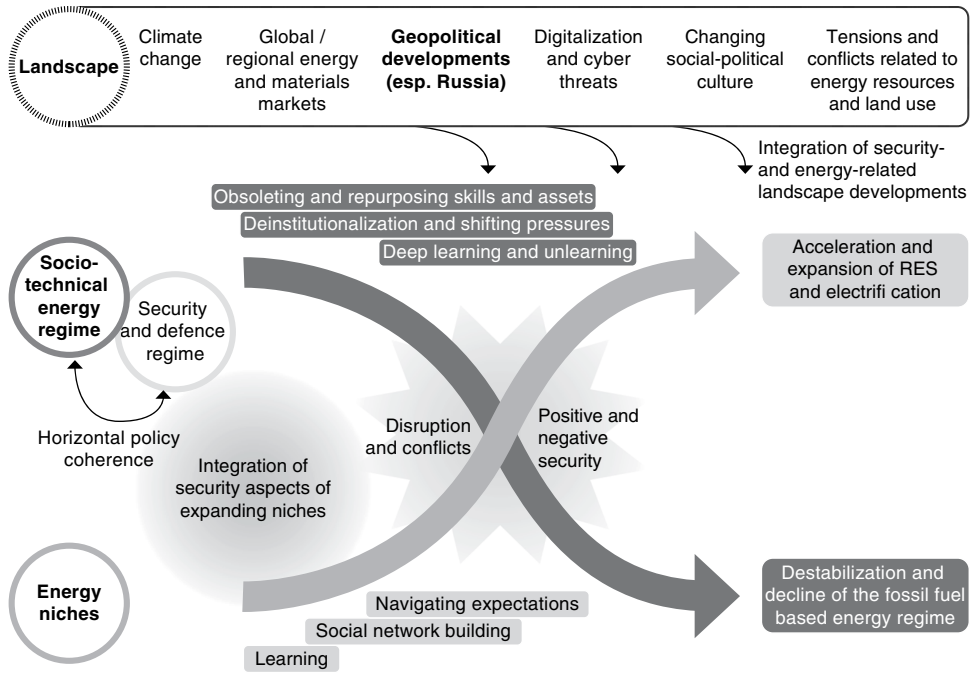 Landscape
Climate
change
Global /
regional energy
and materials
markets
Geopolitical
developments
(esp. Russia)
Digitalization
and cyber
threats
Changing
social-political
culture
Tensions and
conflicts related to
energy resources
and land use
Integration of security-
and energy-related
landscape developments
Obsoleting and repurposing skills and assets
Deinstitutionalization and shifting pressures
Deep learning and unlearning
Socio-
technical
energy
regime
Security
and defence
regime
Acceleration and
expansion of RES
and electrifi cation
Horizontal policy
coherence
Disruption
and conflicts
Positive and
negative
security
Integration of
security aspects of
expanding niches
Energy
niches
Navigating expectations
Social network building
Learning
Destabilization and
decline of the fossil fuel
based energy regime